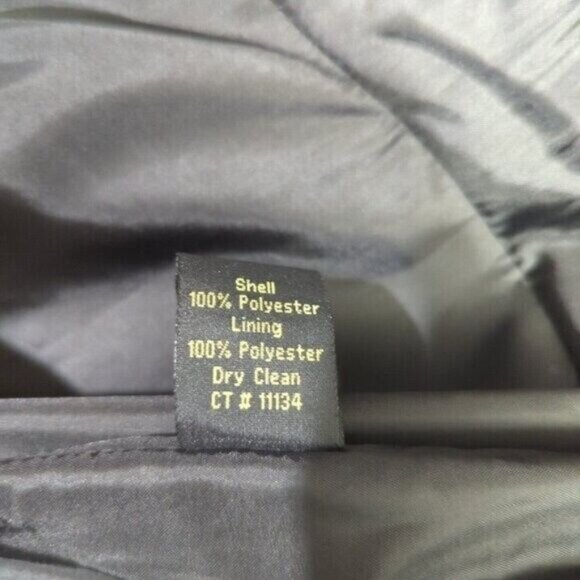 Shell
100% Polyester
Lining
100% Polyester
Dry Clean
CT # 11134